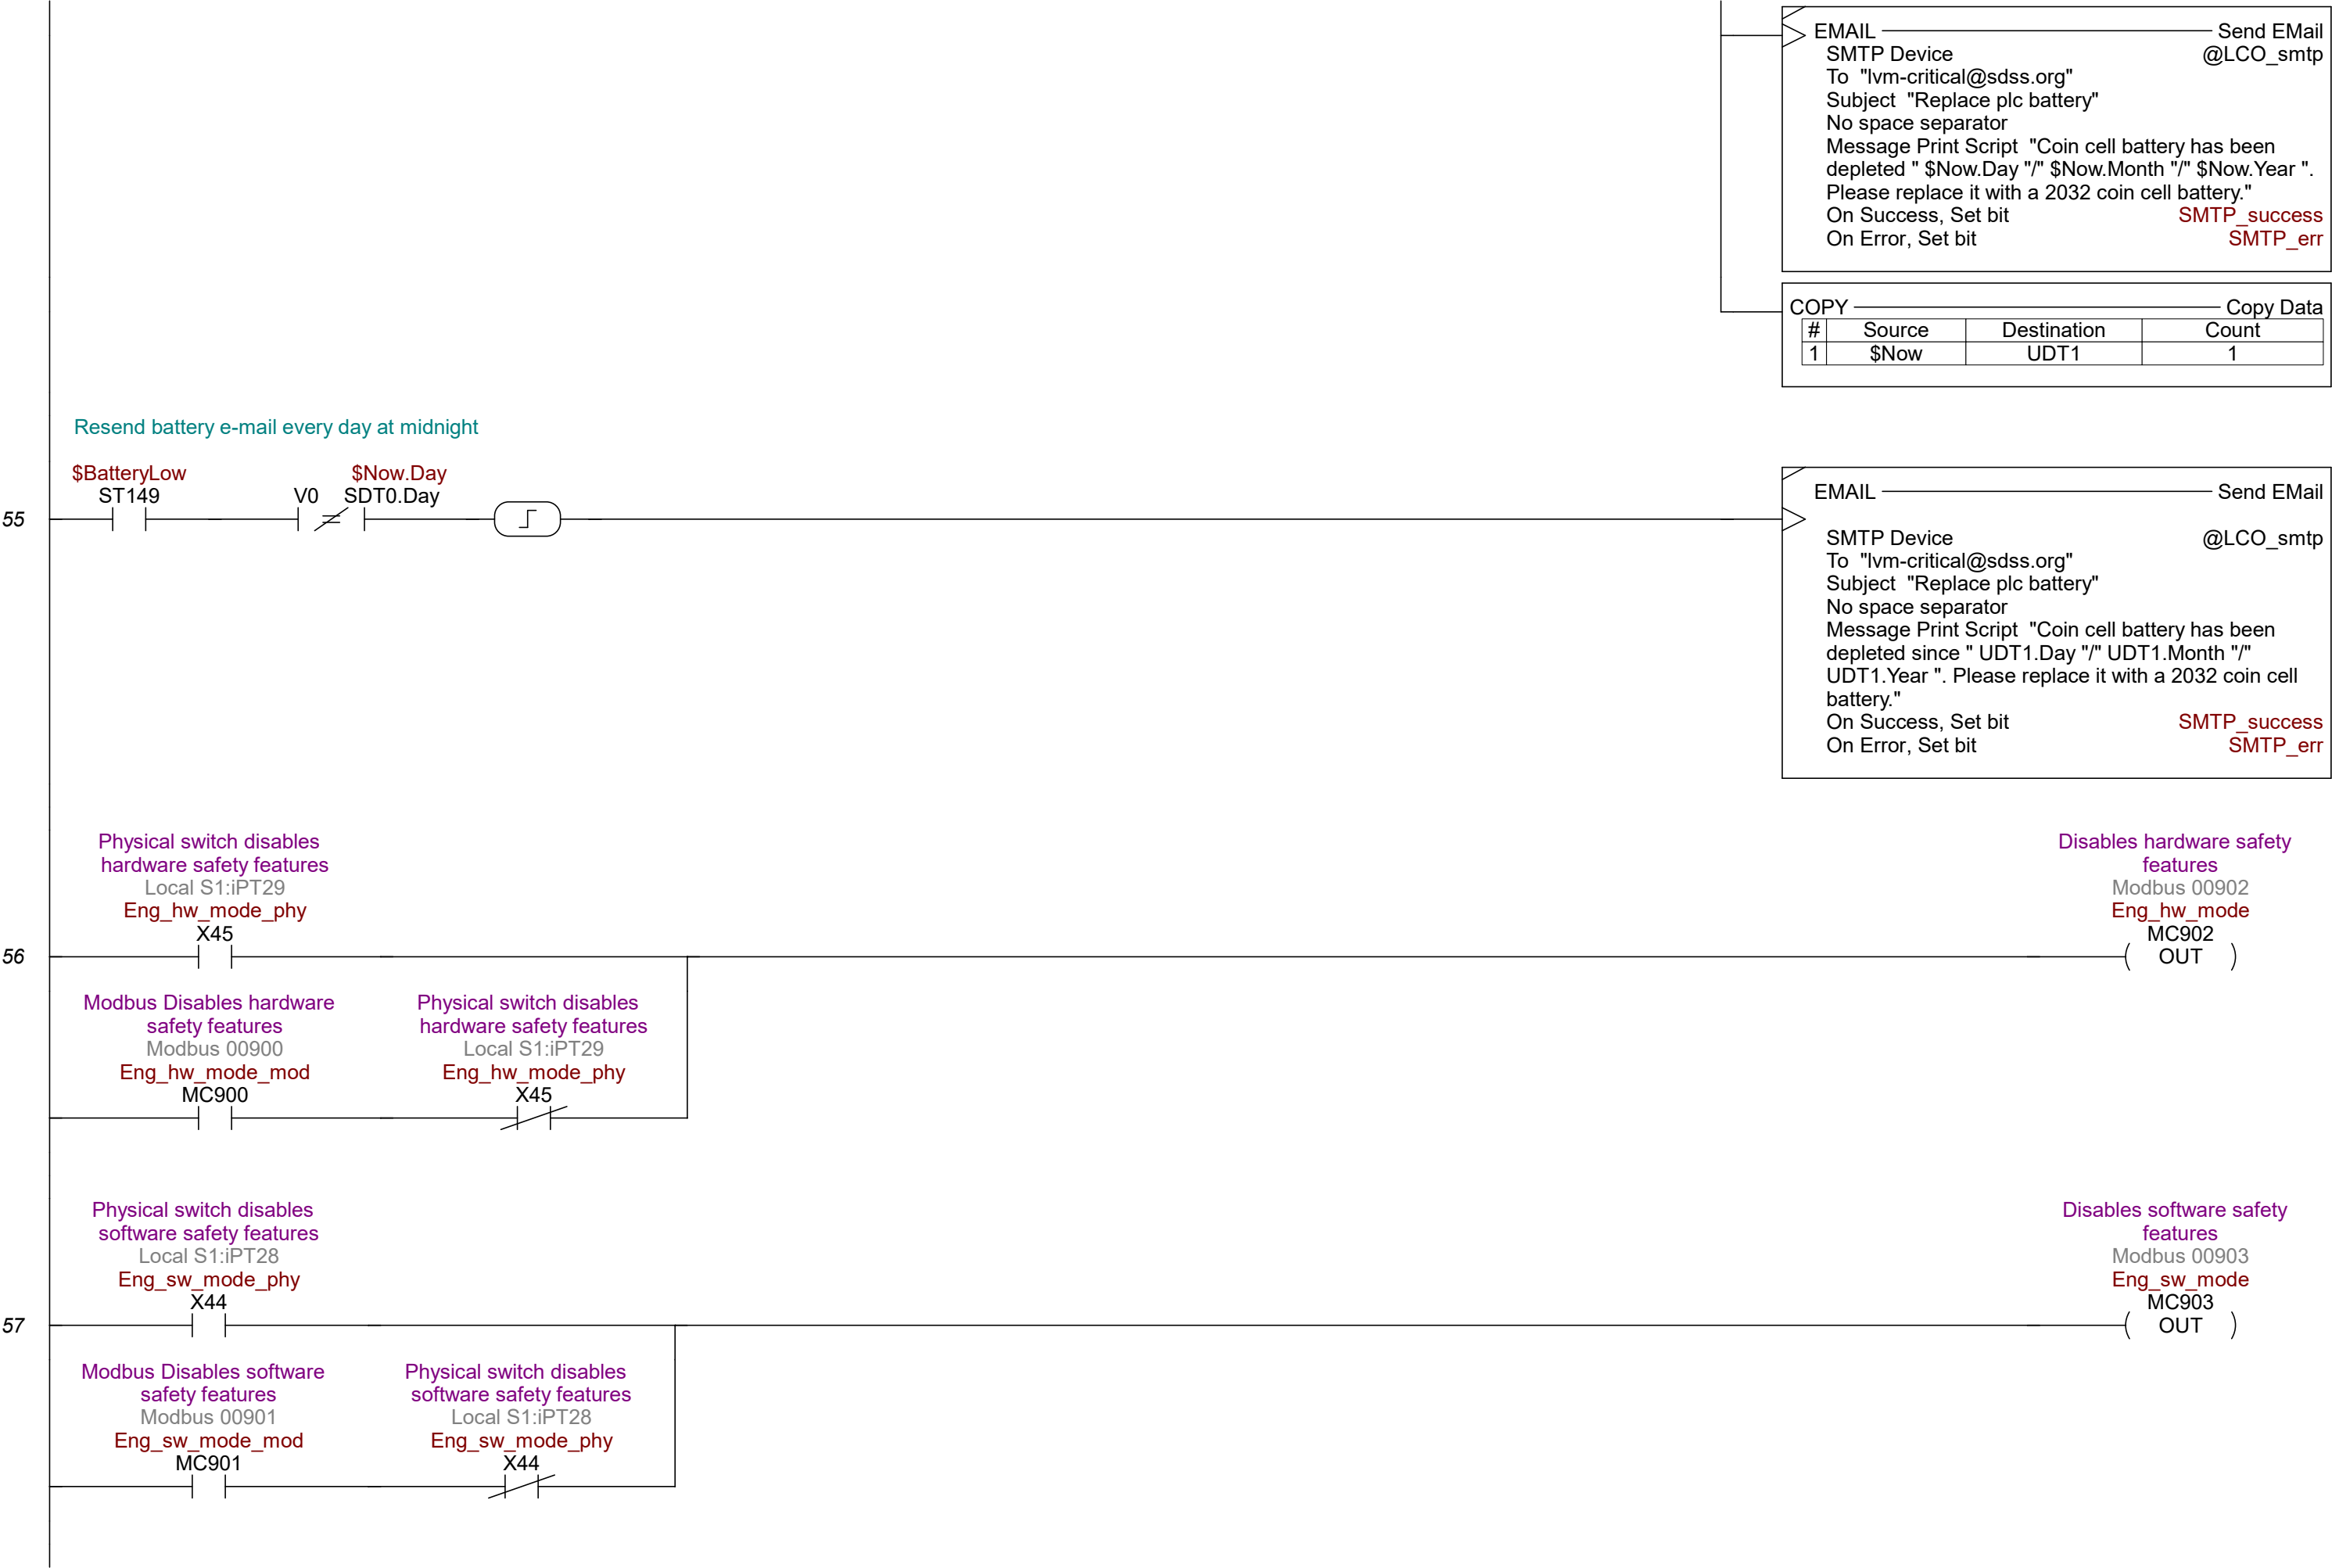 EMAIL Send EMail
SMTP Device @LCO_smtp
To "lvm-critical@sdss.org"
Subject "Replace plc battery"
No space separator
Message Print Script "Coin cell battery has been
depleted " $Now.Day "/" $Now.Month "/" $Now.Year ".
Please replace it with a 2032 coin cell battery."
On Success, Set bit SMTP_success
On Error, Set bit SMTP_err
COPY Copy Data
# Source Destination Count
1 $Now UDT1 1
Resend battery e-mail every day at midnight
$BatteryLow $Now.Day
ST149 V0 SDT0.Day
55
EMAIL Send EMail
SMTP Device @LCO_smtp
To "lvm-critical@sdss.org"
Subject "Replace plc battery"
No space separator
Message Print Script "Coin cell battery has been
depleted since " UDT1.Day "/" UDT1.Month "/"
UDT1.Year ". Please replace it with a 2032 coin cell
battery."
On Success, Set bit SMTP_success
On Error, Set bit SMTP_err
Physical switch disables
hardware safety features
Local S1:iPT29
Eng_hw_mode_phy
X45
Disables hardware safety
features
Modbus 00902
Eng_hw_mode
MC902
56
OUT
Modbus Disables hardware
safety features
Modbus 00900
Eng_hw_mode_mod
MC900
Physical switch disables
hardware safety features
Local S1:iPT29
Eng_hw_mode_phy
X45
Physical switch disables
software safety features
Local S1:iPT28
Eng_sw_mode_phy
X44
Disables software safety
features
Modbus 00903
Eng_sw_mode
MC903
57
OUT
Modbus Disables software
safety features
Modbus 00901
Eng_sw_mode_mod
MC901
Physical switch disables
software safety features
Local S1:iPT28
Eng_sw_mode_phy
X44